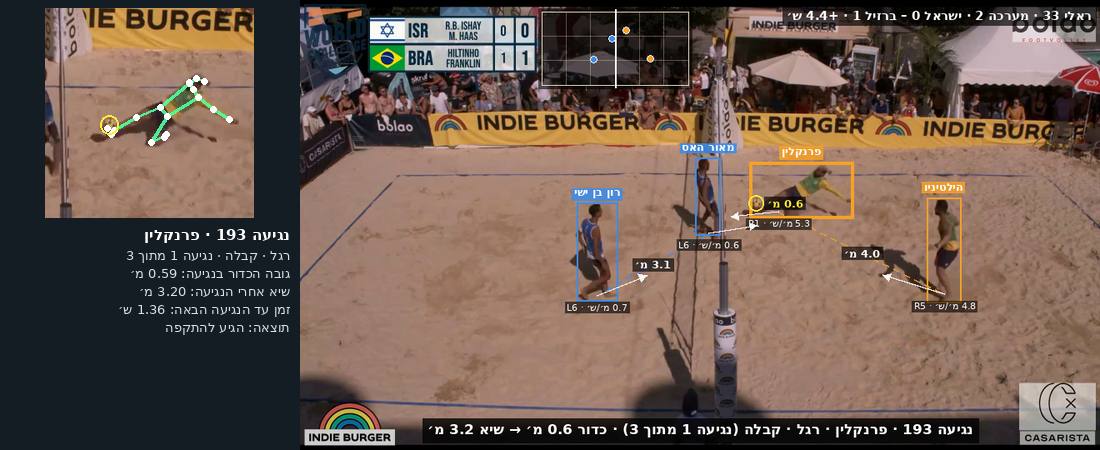 נגיעה 193 · פרנקלין
רגל · קבלה · נגיעה 1 מתוך 3
גובה הכדור בנגיעה: 0.59 מ׳
שיא אחרי הנגיעה: 3.20 מ׳
זמן עד הנגיעה הבאה: 1.36 ש׳
תוצאה: הגיע להתקפה
ראלי 33 · מערכה 2 · ישראל 0 – ברזיל 1 · +4.4 ש׳
ISR R.B. ISHAY M. HAAS 0 0
BRA HILTINHO FRANKLIN 1 1
INDIE BURGER
bolao
FOOTVOLLEY
bolao
INDIE BURGER
INDIE BURGER
INDIE BURGER
CASARISTA
מאור האס
פרנקלין
רון בן ישי
הילטיניו
0.6 מ׳
R1 · 5.3 מ׳/ש׳
L6 · 0.6 מ׳/ש׳
4.0 מ׳
3.1 מ׳
L6 · 0.7 מ׳/ש׳
R5 · 4.8 מ׳/ש׳
נגיעה 193 · פרנקלין · רגל · קבלה (נגיעה 1 מתוך 3) · כדור 0.6 מ׳ → שיא 3.2 מ׳
INDIE BURGER
CASARISTA